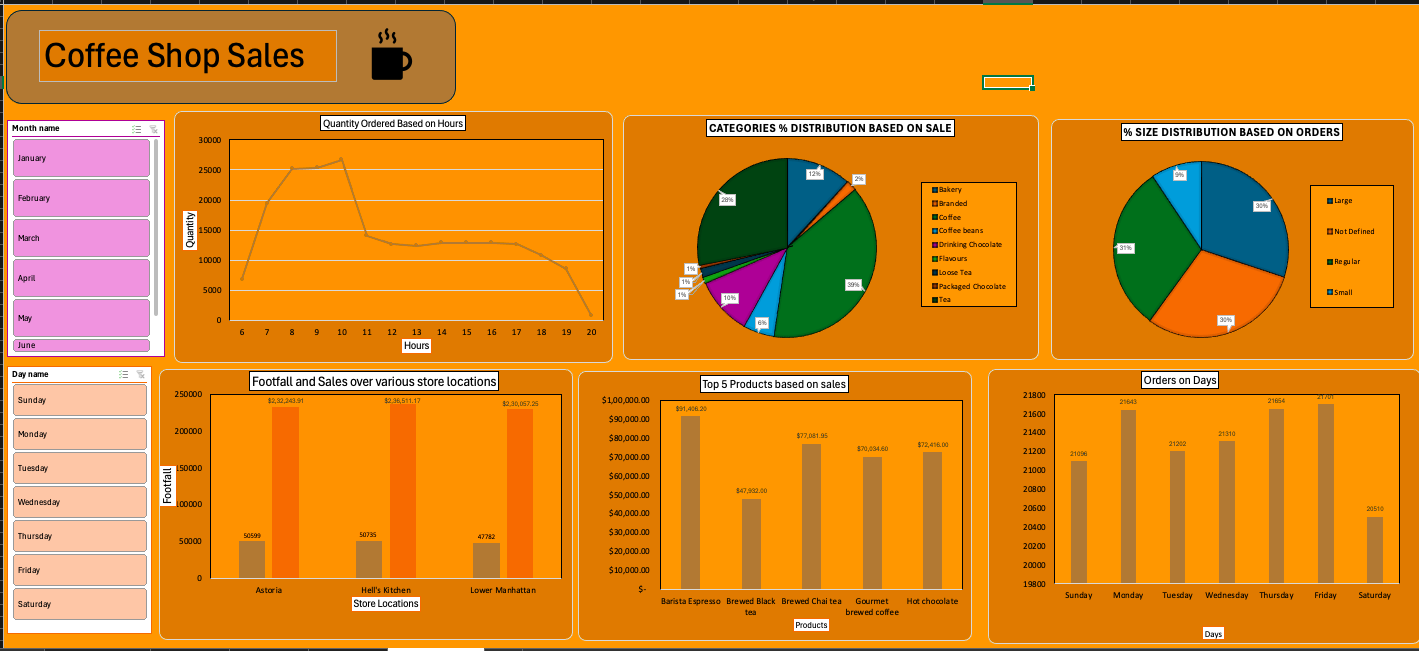 Coffee Shop Sales
Month name
January
February
March
April
May
June
Quantity Ordered Based on Hours
30000
25000
20000
15000
10000
5000
0
Quantity
6 7 8 9 10 11 12 13 14 15 16 17 18 19 20
Hours
CATEGORIES % DISTRIBUTION BASED ON SALE
12%
2%
39%
6%
10%
1%
1%
1%
28%
Bakery
Branded
Coffee
Coffee beans
Drinking Chocolate
Flavours
Loose Tea
Packaged Chocolate
Tea
% SIZE DISTRIBUTION BASED ON ORDERS
9%
30%
31%
30%
Large
Not Defined
Regular
Small
Day name
Sunday
Monday
Tuesday
Wednesday
Thursday
Friday
Saturday
Footfall and Sales over various store locations
250000
200000
150000
100000
50000
0
Footfall
$2,32,243.91
$2,36,511.17
$2,30,057.25
50599
50735
47782
Astoria Hell's Kitchen Lower Manhattan
Store Locations
Top 5 Products based on sales
$1,00,000.00
$90,000.00
$80,000.00
$70,000.00
$60,000.00
$50,000.00
$40,000.00
$30,000.00
$20,000.00
$10,000.00
$-
$91,406.20
$47,932.00
$77,081.95
$70,034.60
$72,416.00
Barista Espresso Brewed Black tea Brewed Chai tea Gourmet brewed coffee Hot chocolate
Products
Orders on Days
21800
21600
21400
21200
21000
20800
20600
20400
20200
20000
19800
21096
21643
21202
21310
21654
21701
20510
Sunday Monday Tuesday Wednesday Thursday Friday Saturday
Days